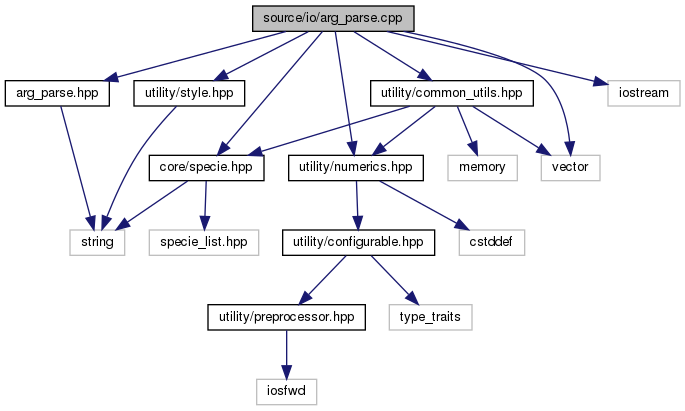 source/io/arg_parse.cpp
arg_parse.hpp
utility/style.hpp
utility/common_utils.hpp
iostream
core/specie.hpp
utility/numerics.hpp
memory
vector
string
specie_list.hpp
utility/configurable.hpp
cstddef
utility/preprocessor.hpp
type_traits
iosfwd